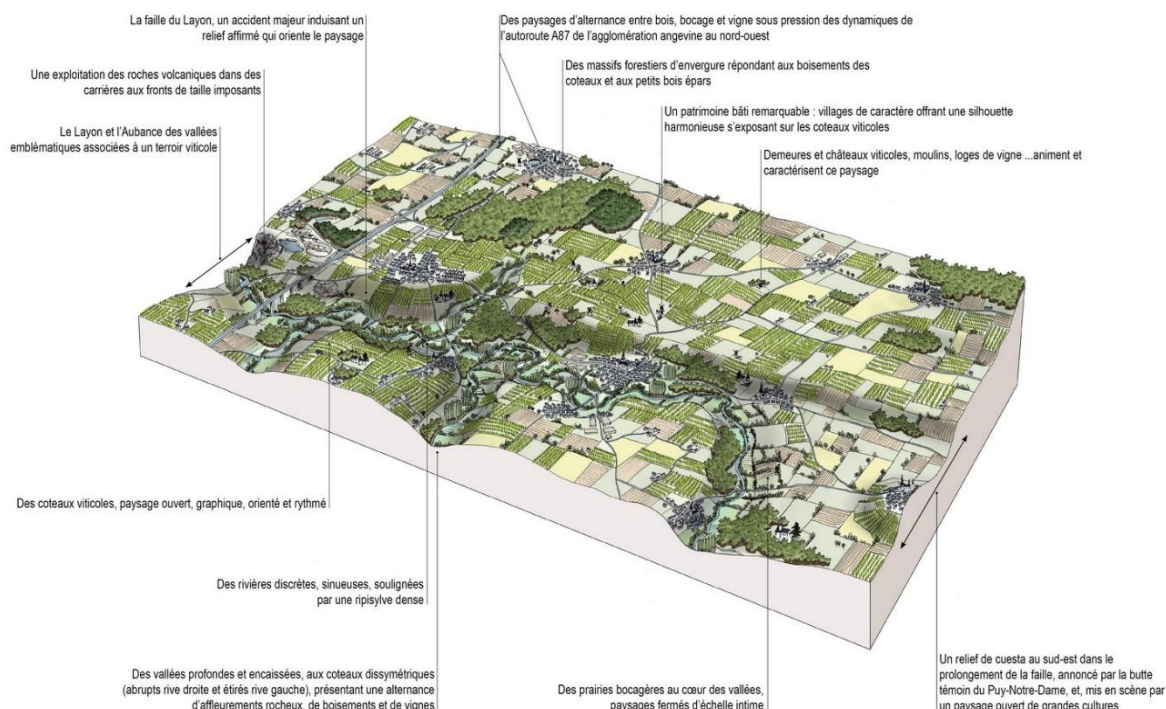 La faille du Layon, un accident majeur induisant un
relief affirmé qui oriente le paysage
Des paysages d'alternance entre bois, bocage et vigne sous pression des dynamiques de
l'autoroute A87 de l'agglomération angevine au nord-ouest
Une exploitation des roches volcaniques dans des
carrières aux fronts de taille imposants
Des massifs forestiers d'envergure répondant aux boisements des
coteaux et aux petits bois épars
Le Layon et l'Aubance des vallées
emblématiques associées à un terroir viticole
Un patrimoine bâti remarquable : villages de caractère offrant une silhouette
harmonieuse s'exposant sur les coteaux viticoles
Demeures et châteaux viticoles, moulins, loges de vigne ...animent et
caractérisent ce paysage
Des coteaux viticoles, paysage ouvert, graphique, orienté et rythmé
Des rivières discrètes, sinueuses, soulignées
par une ripisylve dense
Des vallées profondes et encaissées, aux coteaux dissymétriques
(abrupts rive droite et étirés rive gauche), présentant une alternance
d'affleurements rocheux, de boisements et de vignes
Des prairies bocagères au cœur des vallées,
paysages fermés d'échelle intime
Un relief de cuesta au sud-est dans le
prolongement de la faille, annoncé par la butte
témoin du Puy-Notre-Dame, et, mis en scène par
un paysage ouvert de grandes cultures